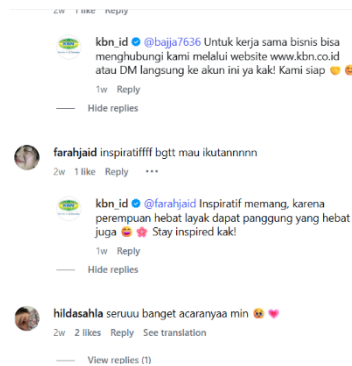 2w 1 like Reply
kbn_id @bajja7636 Untuk kerja sama bisnis bisa
menghubungi kami melalui website www.kbn.co.id
atau DM langsung ke akun ini ya kak! Kami siap
1w Reply
Hide replies
farahjaid inspiratiffff bgtt mau ikutannnnn
2w 1 like Reply •••
kbn_id @farahjaid Inspiratif memang, karena
perempuan hebat layak dapat panggung yang hebat
juga 😄 🌸 Stay inspired kak!
1w Reply
Hide replies
hildasahla seruuu banget acaranyaa min 🥹 💗
2w 2 likes Reply See translation
View replies (1)